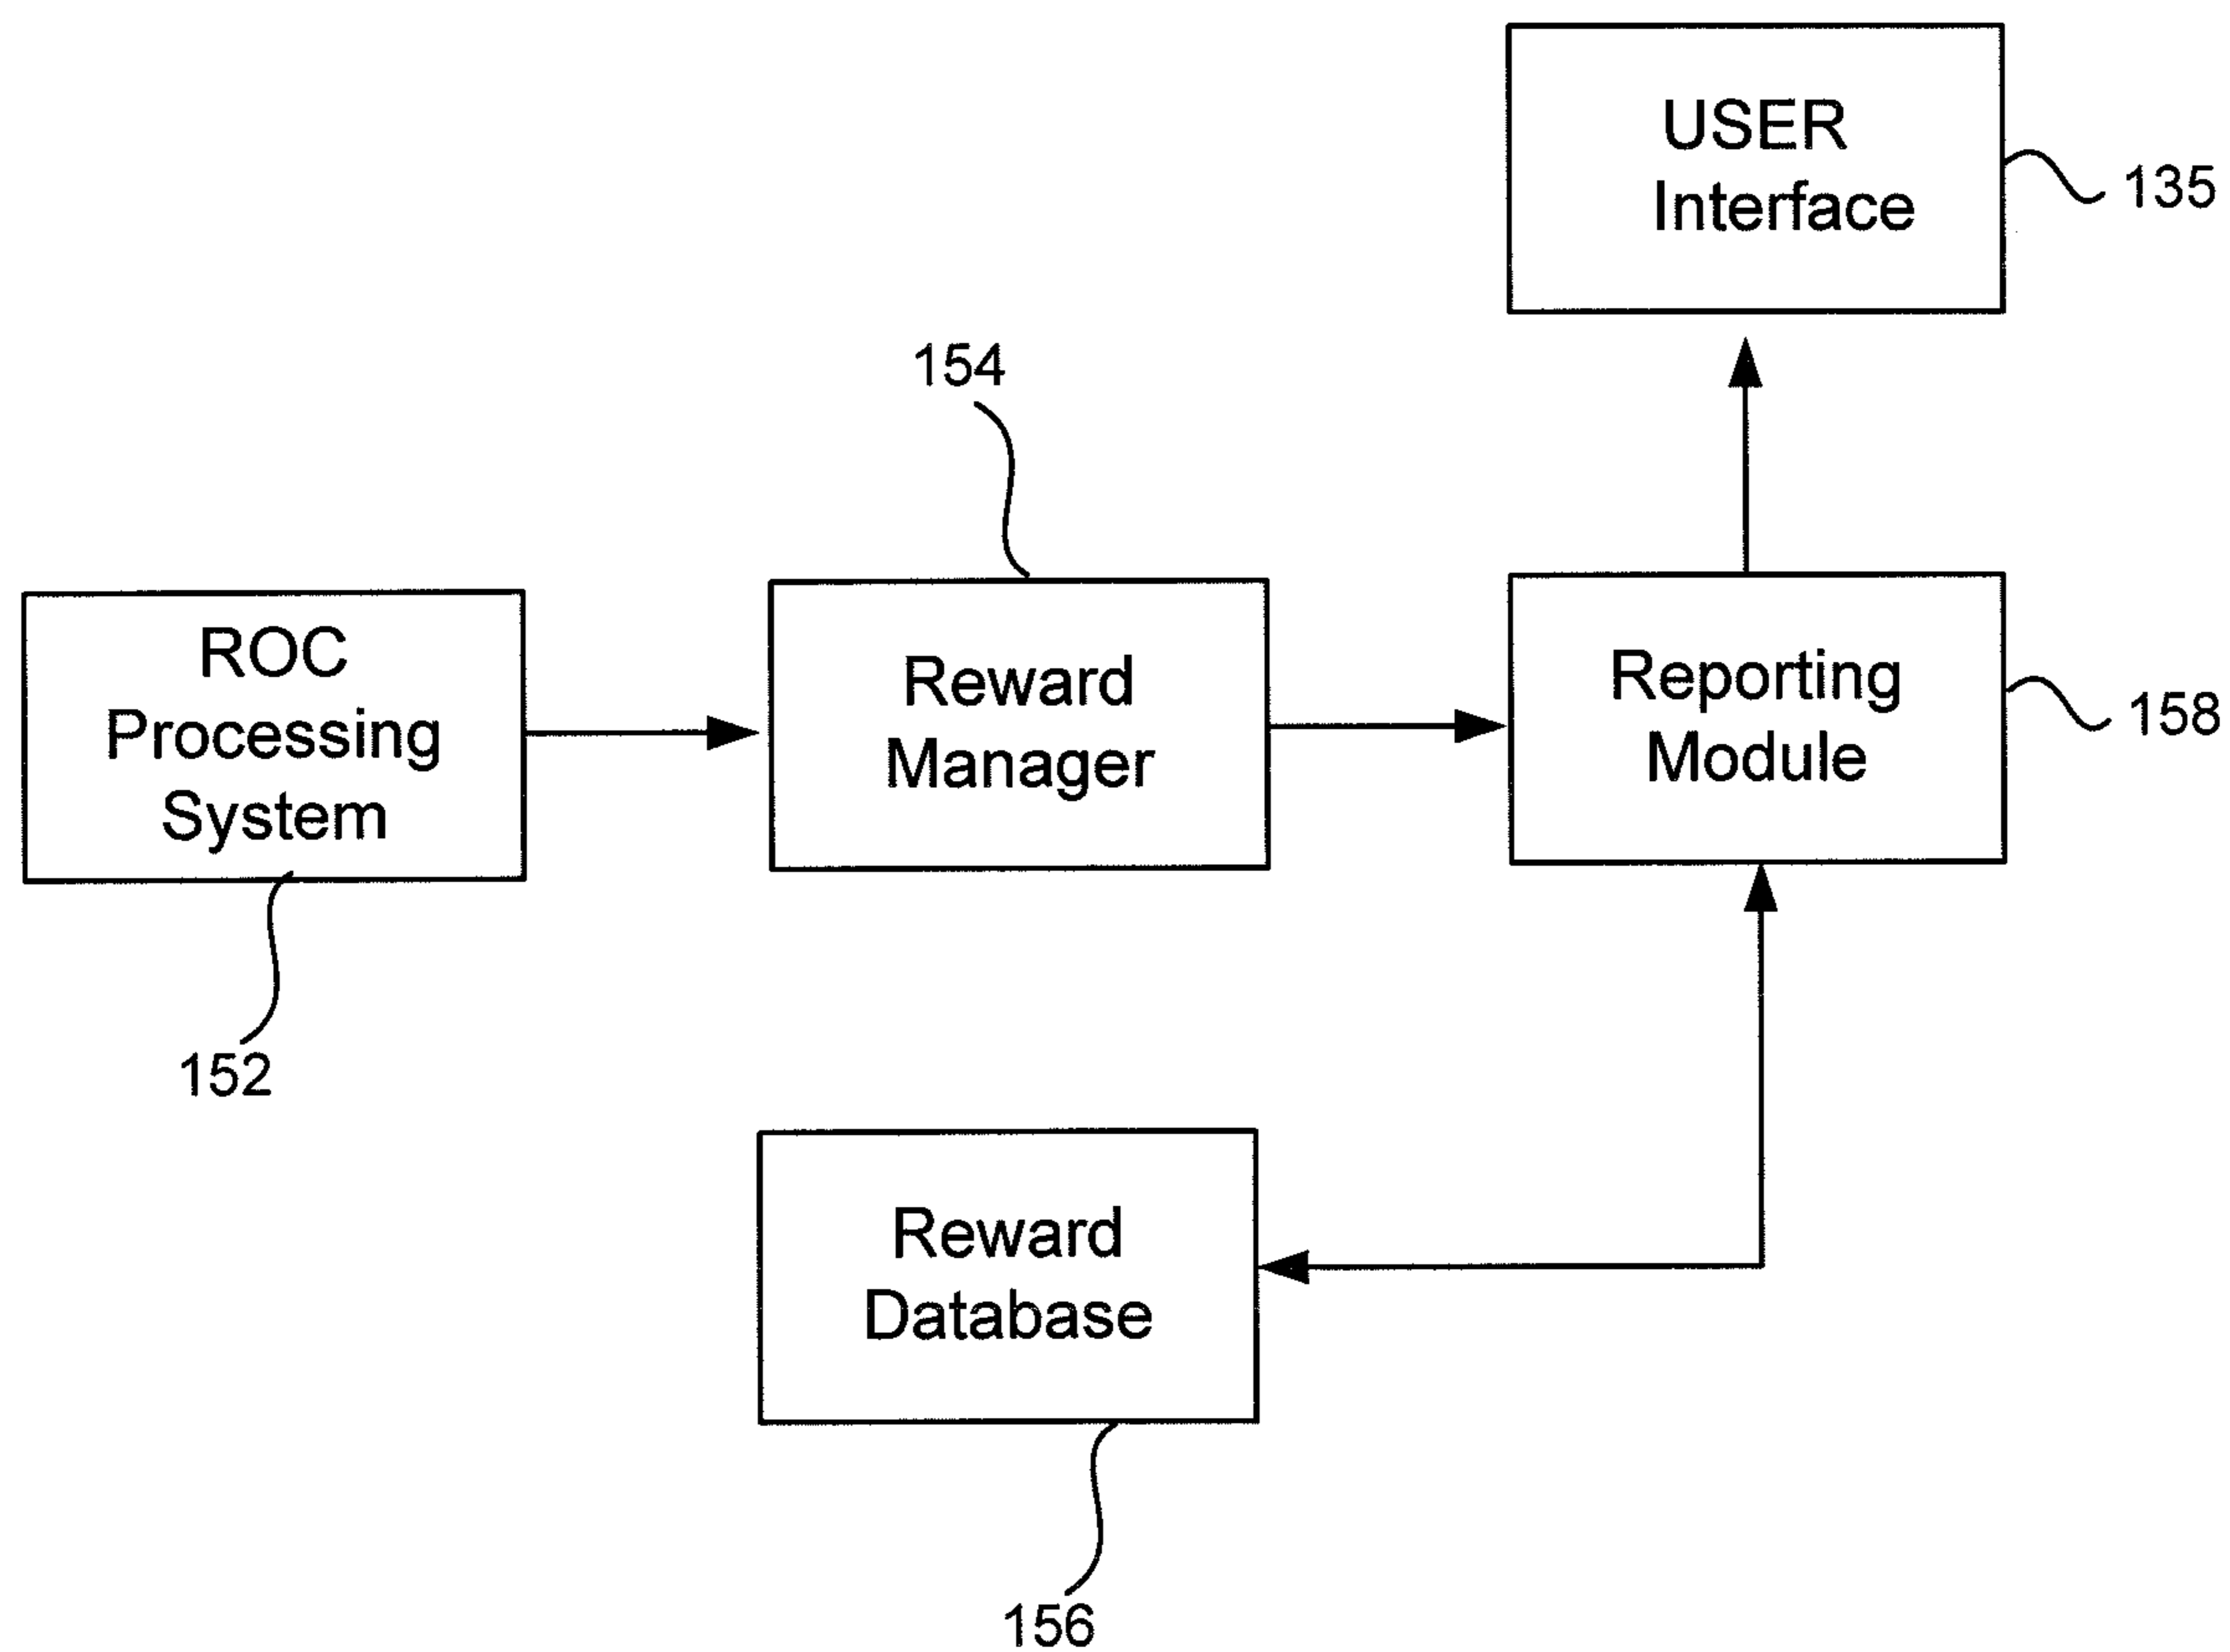 USER
Interface
135
154
ROC
Processing
System
Reward
Manager
Reporting
Module
158
152
Reward
Database
156